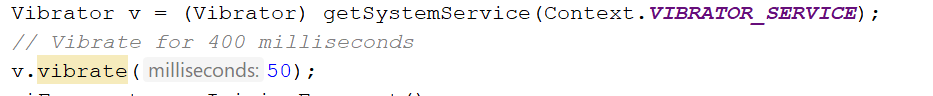 Vibrator v = (Vibrator) getSystemService(Context.VIBRATOR_SERVICE);
// Vibrate for 400 milliseconds
v.vibrate( milliseconds: 50);